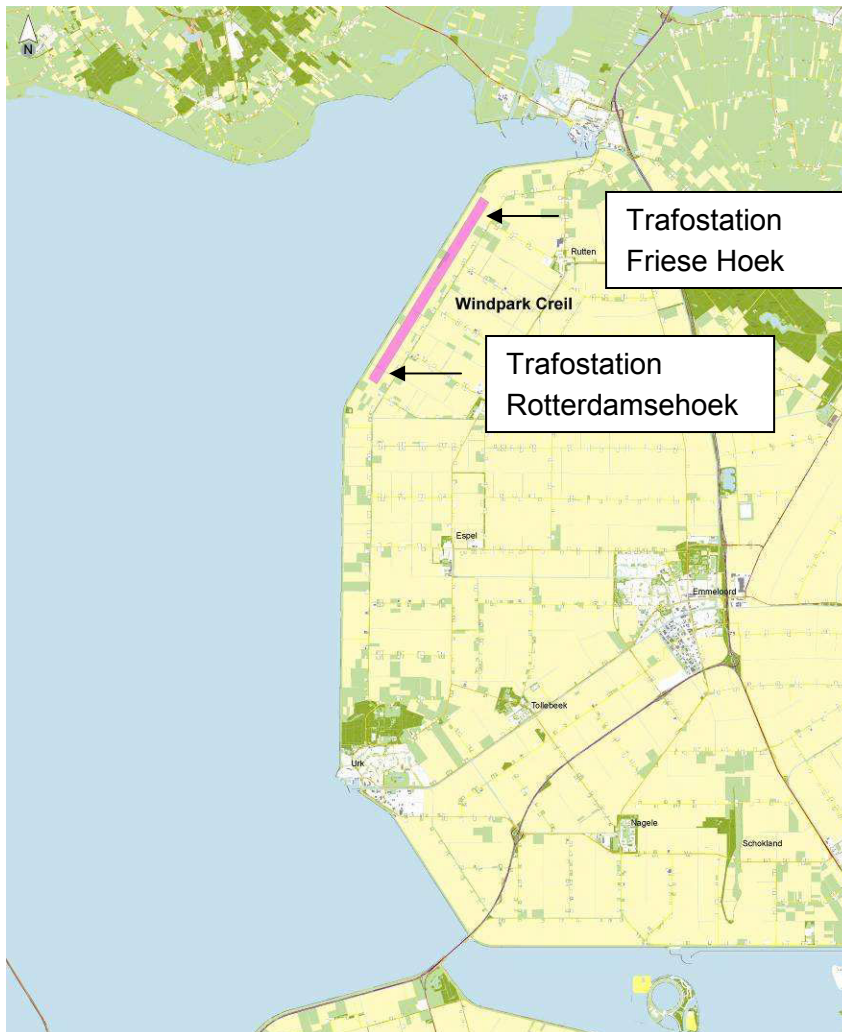 N
Trafostation
Friese Hoek
Rutten
Windpark Creil
Trafostation
Rotterdamsehoek
Espel
Emmeloord
Tollebeek
Urk
Nagele
Schokland